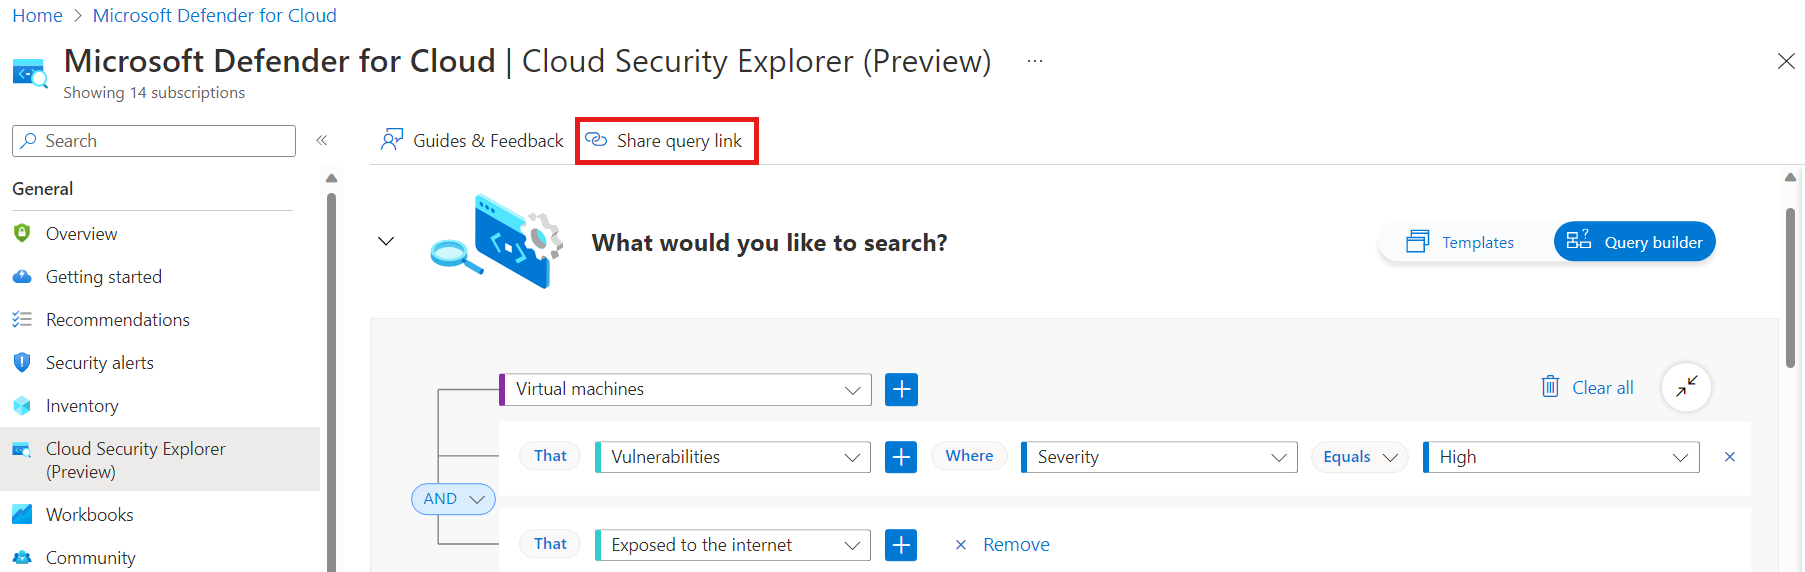 Home > Microsoft Defender for Cloud
Microsoft Defender for Cloud | Cloud Security Explorer (Preview) ...
Showing 14 subscriptions
Search
Guides & Feedback
Share query link
General
Overview
Getting started
Recommendations
Security alerts
Inventory
Cloud Security Explorer
(Preview)
Workbooks
Community
What would you like to search?
Templates
Query builder
Virtual machines
Clear all
That Vulnerabilities Where Severity Equals High
AND
That Exposed to the internet Remove